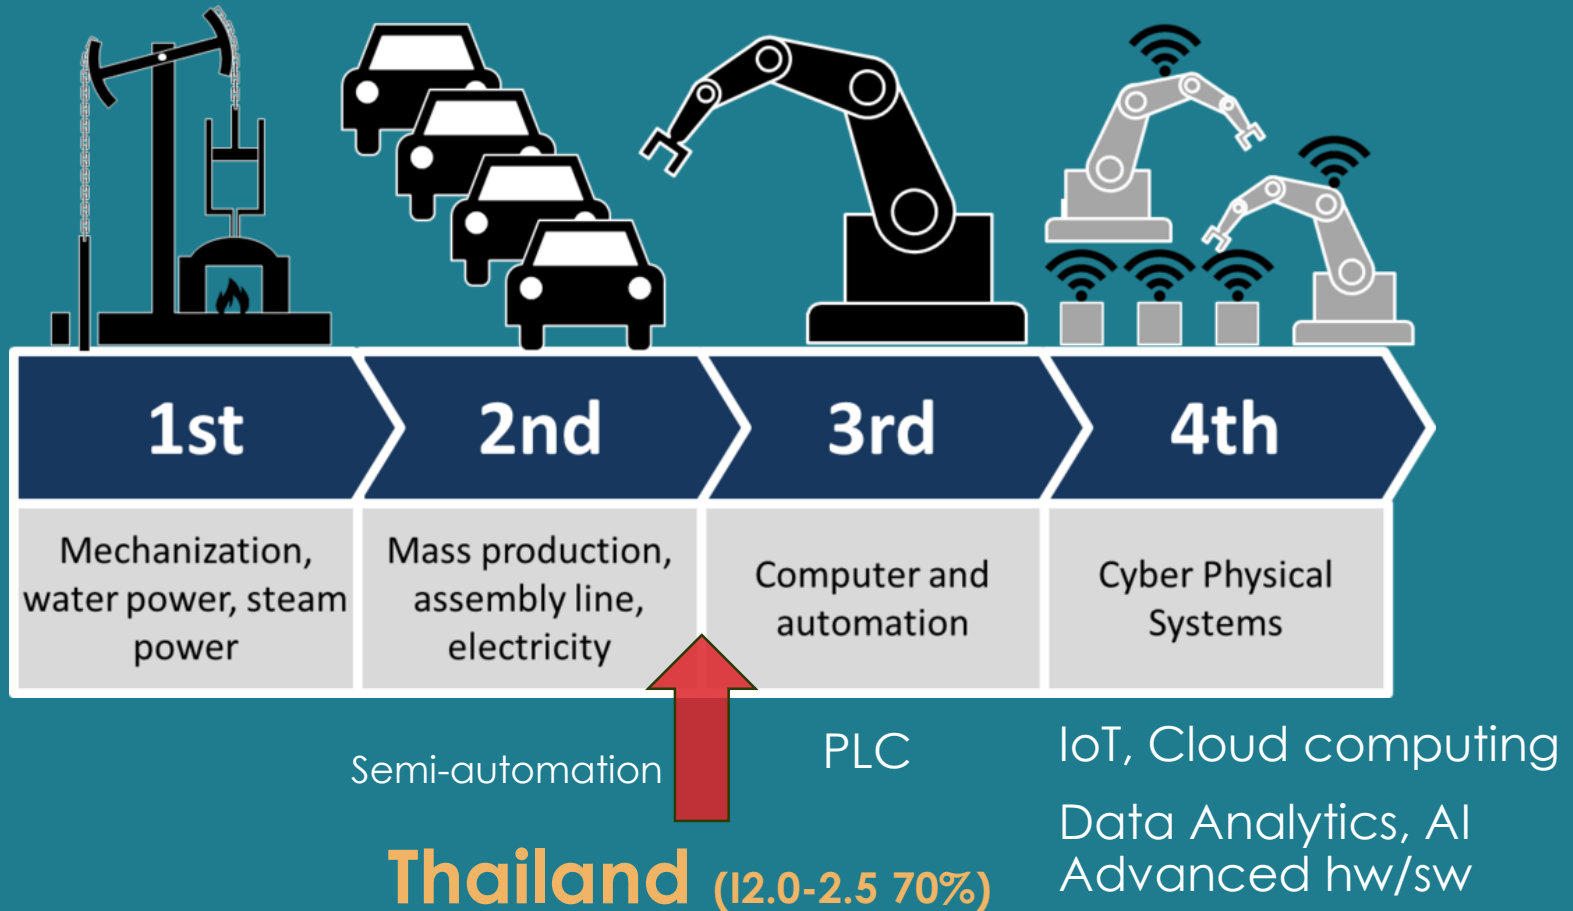 1st
2nd
3rd
4th
Mechanization,
water power, steam
power
Mass production,
assembly line,
electricity
Computer and
automation
Cyber Physical
Systems
Semi-automation
PLC
IoT, Cloud computing
Data Analytics, AI
Advanced hw/sw
Thailand (I2.0-2.5 70%)